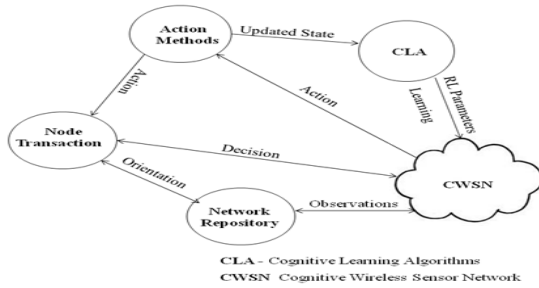 Action
Methods
Updated State
CLA
Action
Action
Learning
RL Parameters
Node
Transaction
Decision
Orientation
CWSN
Network
Repository
Observations
CLA - Cognitive Learning Algorithms
CWSN Cognitive Wireless Sensor Network